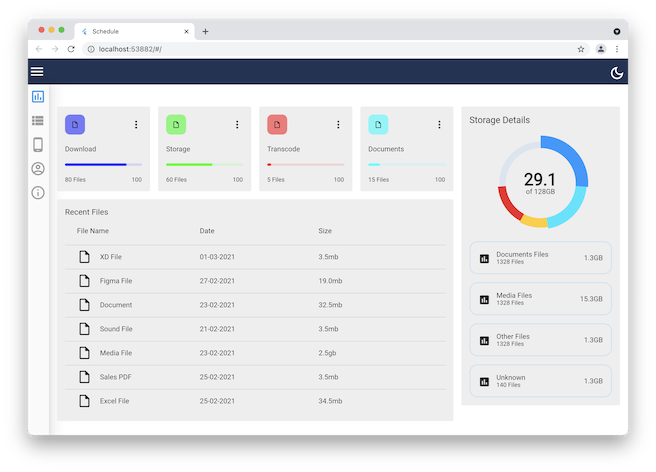 Schedule
localhost:53882/#/
Download
80 Files 100
Storage
60 Files 100
Transcode
5 Files 100
Documents
15 Files 100
Recent Files
File Name Date Size
XD File 01-03-2021 3.5mb
Figma File 27-02-2021 19.0mb
Document 23-02-2021 32.5mb
Sound File 21-02-2021 3.5mb
Media File 23-02-2021 2.5gb
Sales PDF 25-02-2021 3.5mb
Excel File 25-02-2021 34.5mb
Storage Details
29.1
of 128GB
Documents Files 1.3GB
1328 Files
Media Files 15.3GB
1328 Files
Other Files 1.3GB
1328 Files
Unknown 1.3GB
140 Files